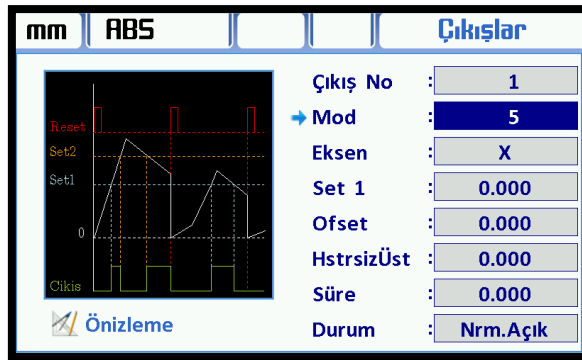 mm ABS Çıkışlar
Çıkış No : 1
Mod : 5
Eksen : X
Set 1 : 0.000
Ofset : 0.000
HstrsizÜst : 0.000
Süre : 0.000
Durum : Nrm.Açık
Reset
Set2
Set1
0
Cikis
Önizleme